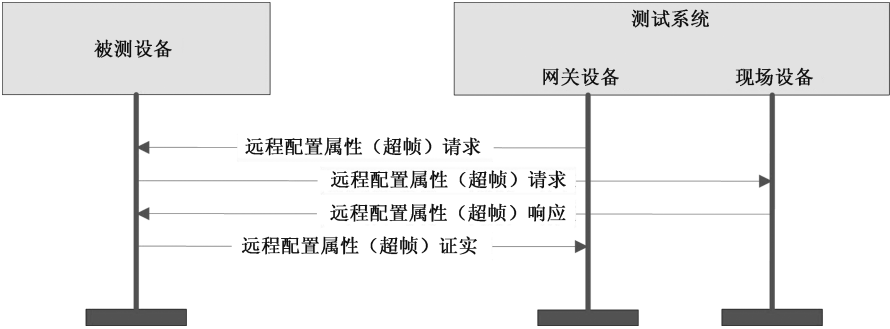 被测设备
测试系统
网关设备
现场设备
远程配置属性（超帧）请求
远程配置属性（超帧）请求
远程配置属性（超帧）响应
远程配置属性（超帧）证实